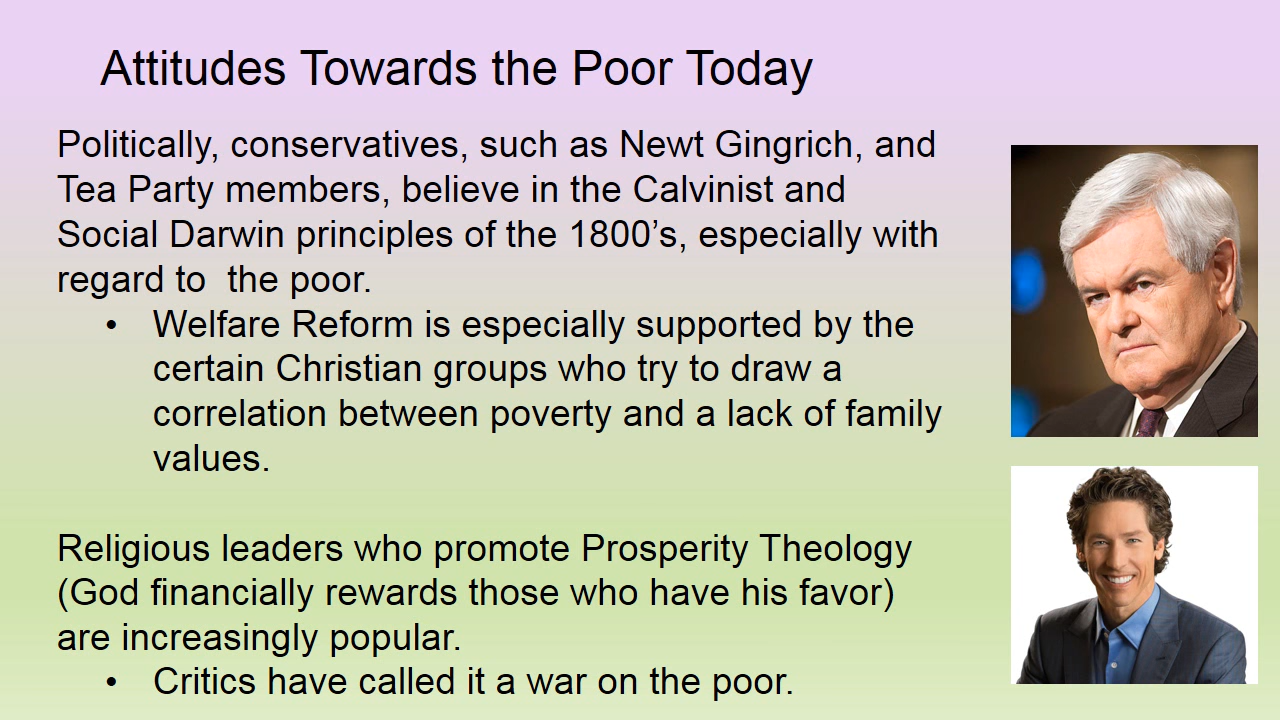 Attitudes Towards the Poor Today
Politically, conservatives, such as Newt Gingrich, and
Tea Party members, believe in the Calvinist and
Social Darwin principles of the 1800’s, especially with
regard to  the poor.
• Welfare Reform is especially supported by the
certain Christian groups who try to draw a
correlation between poverty and a lack of family
values.
Religious leaders who promote Prosperity Theology
(God financially rewards those who have his favor)
are increasingly popular.
• Critics have called it a war on the poor.